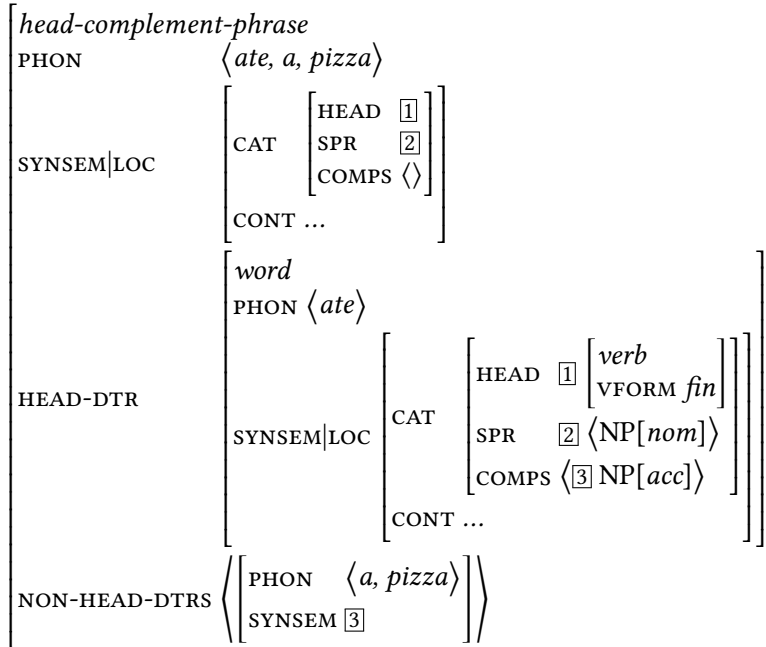 head-complement-phrase
PHON ⟨ate, a, pizza⟩
SYNSEM|LOC [CAT [HEAD 1
SPR 2
COMPS ⟨⟩]
CONT ...]
HEAD-DTR [word
PHON ⟨ate⟩
SYNSEM|LOC [CAT [HEAD 1 [verb
VFORM fin]
SPR 2 ⟨NP[nom]⟩
COMPS ⟨3 NP[acc]⟩]
CONT ...]]
NON-HEAD-DTRS ⟨[PHON ⟨a, pizza⟩
SYNSEM 3]⟩